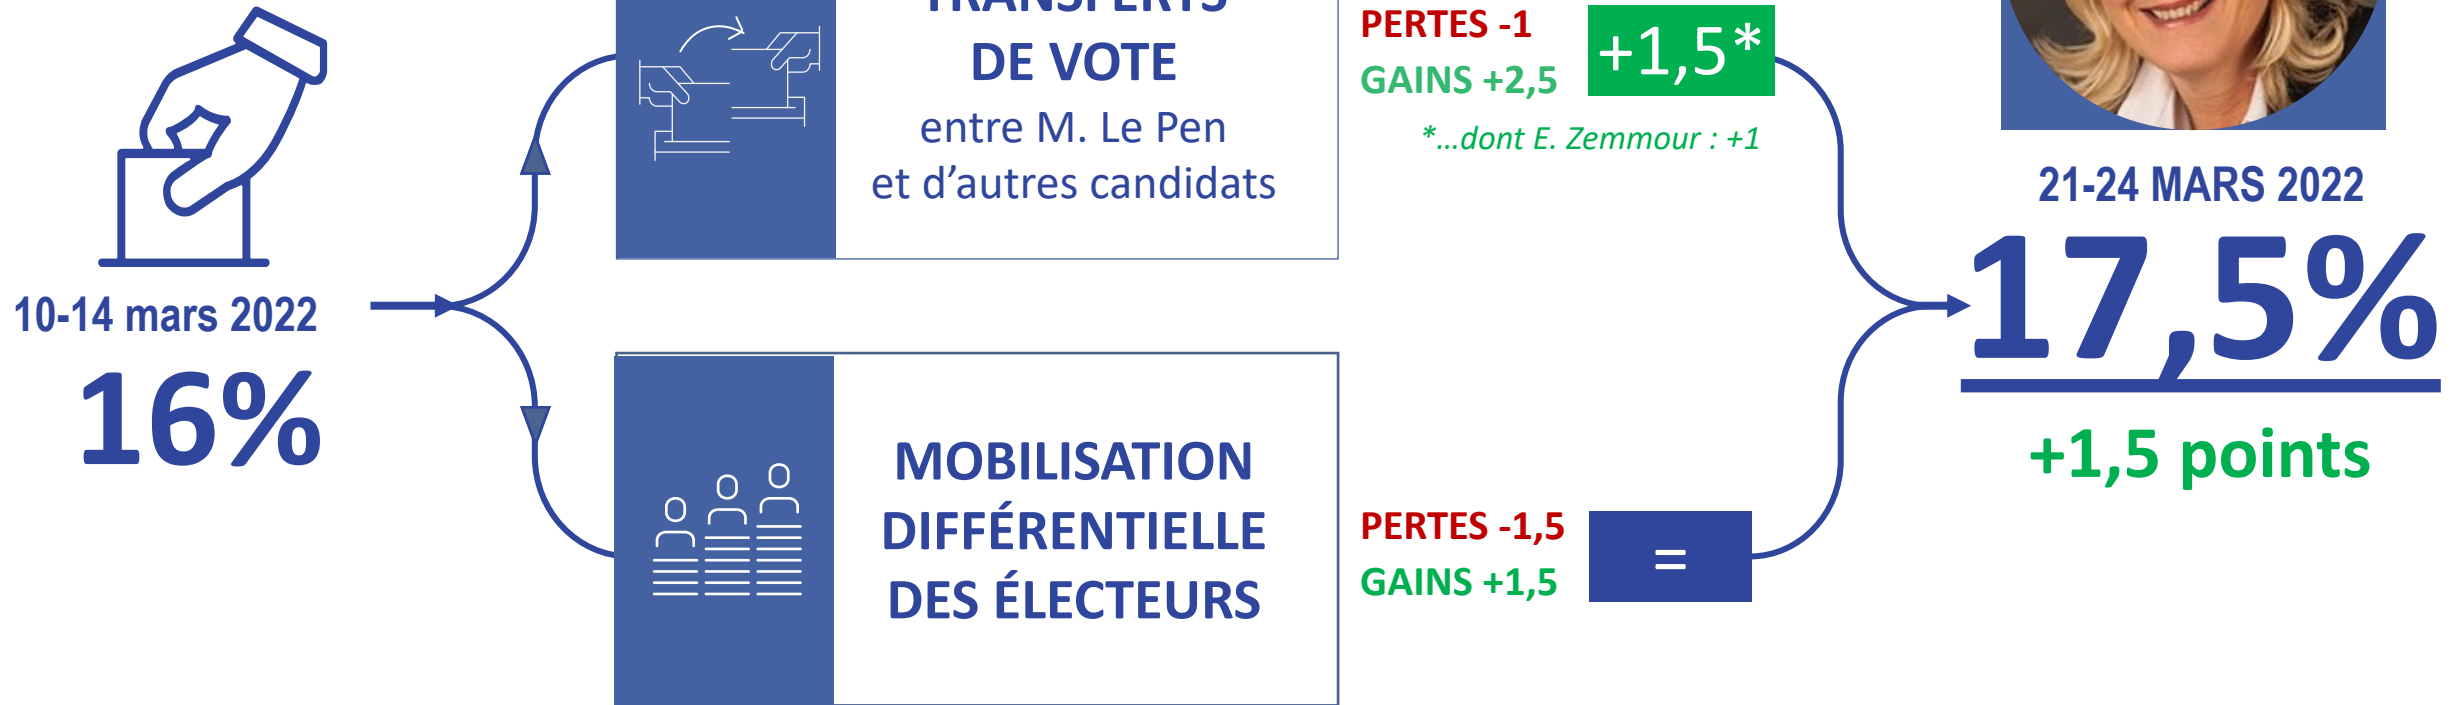 TRANSFERTS
DE VOTE
entre M. Le Pen
et d'autres candidats
PERTES -1
GAINS +2,5
+1,5*
*...dont E. Zemmour : +1
10-14 mars 2022
16%
21-24 MARS 2022
17,5%
+1,5 points
MOBILISATION
DIFFÉRENTIELLE
DES ÉLECTEURS
PERTES -1,5
GAINS +1,5
=